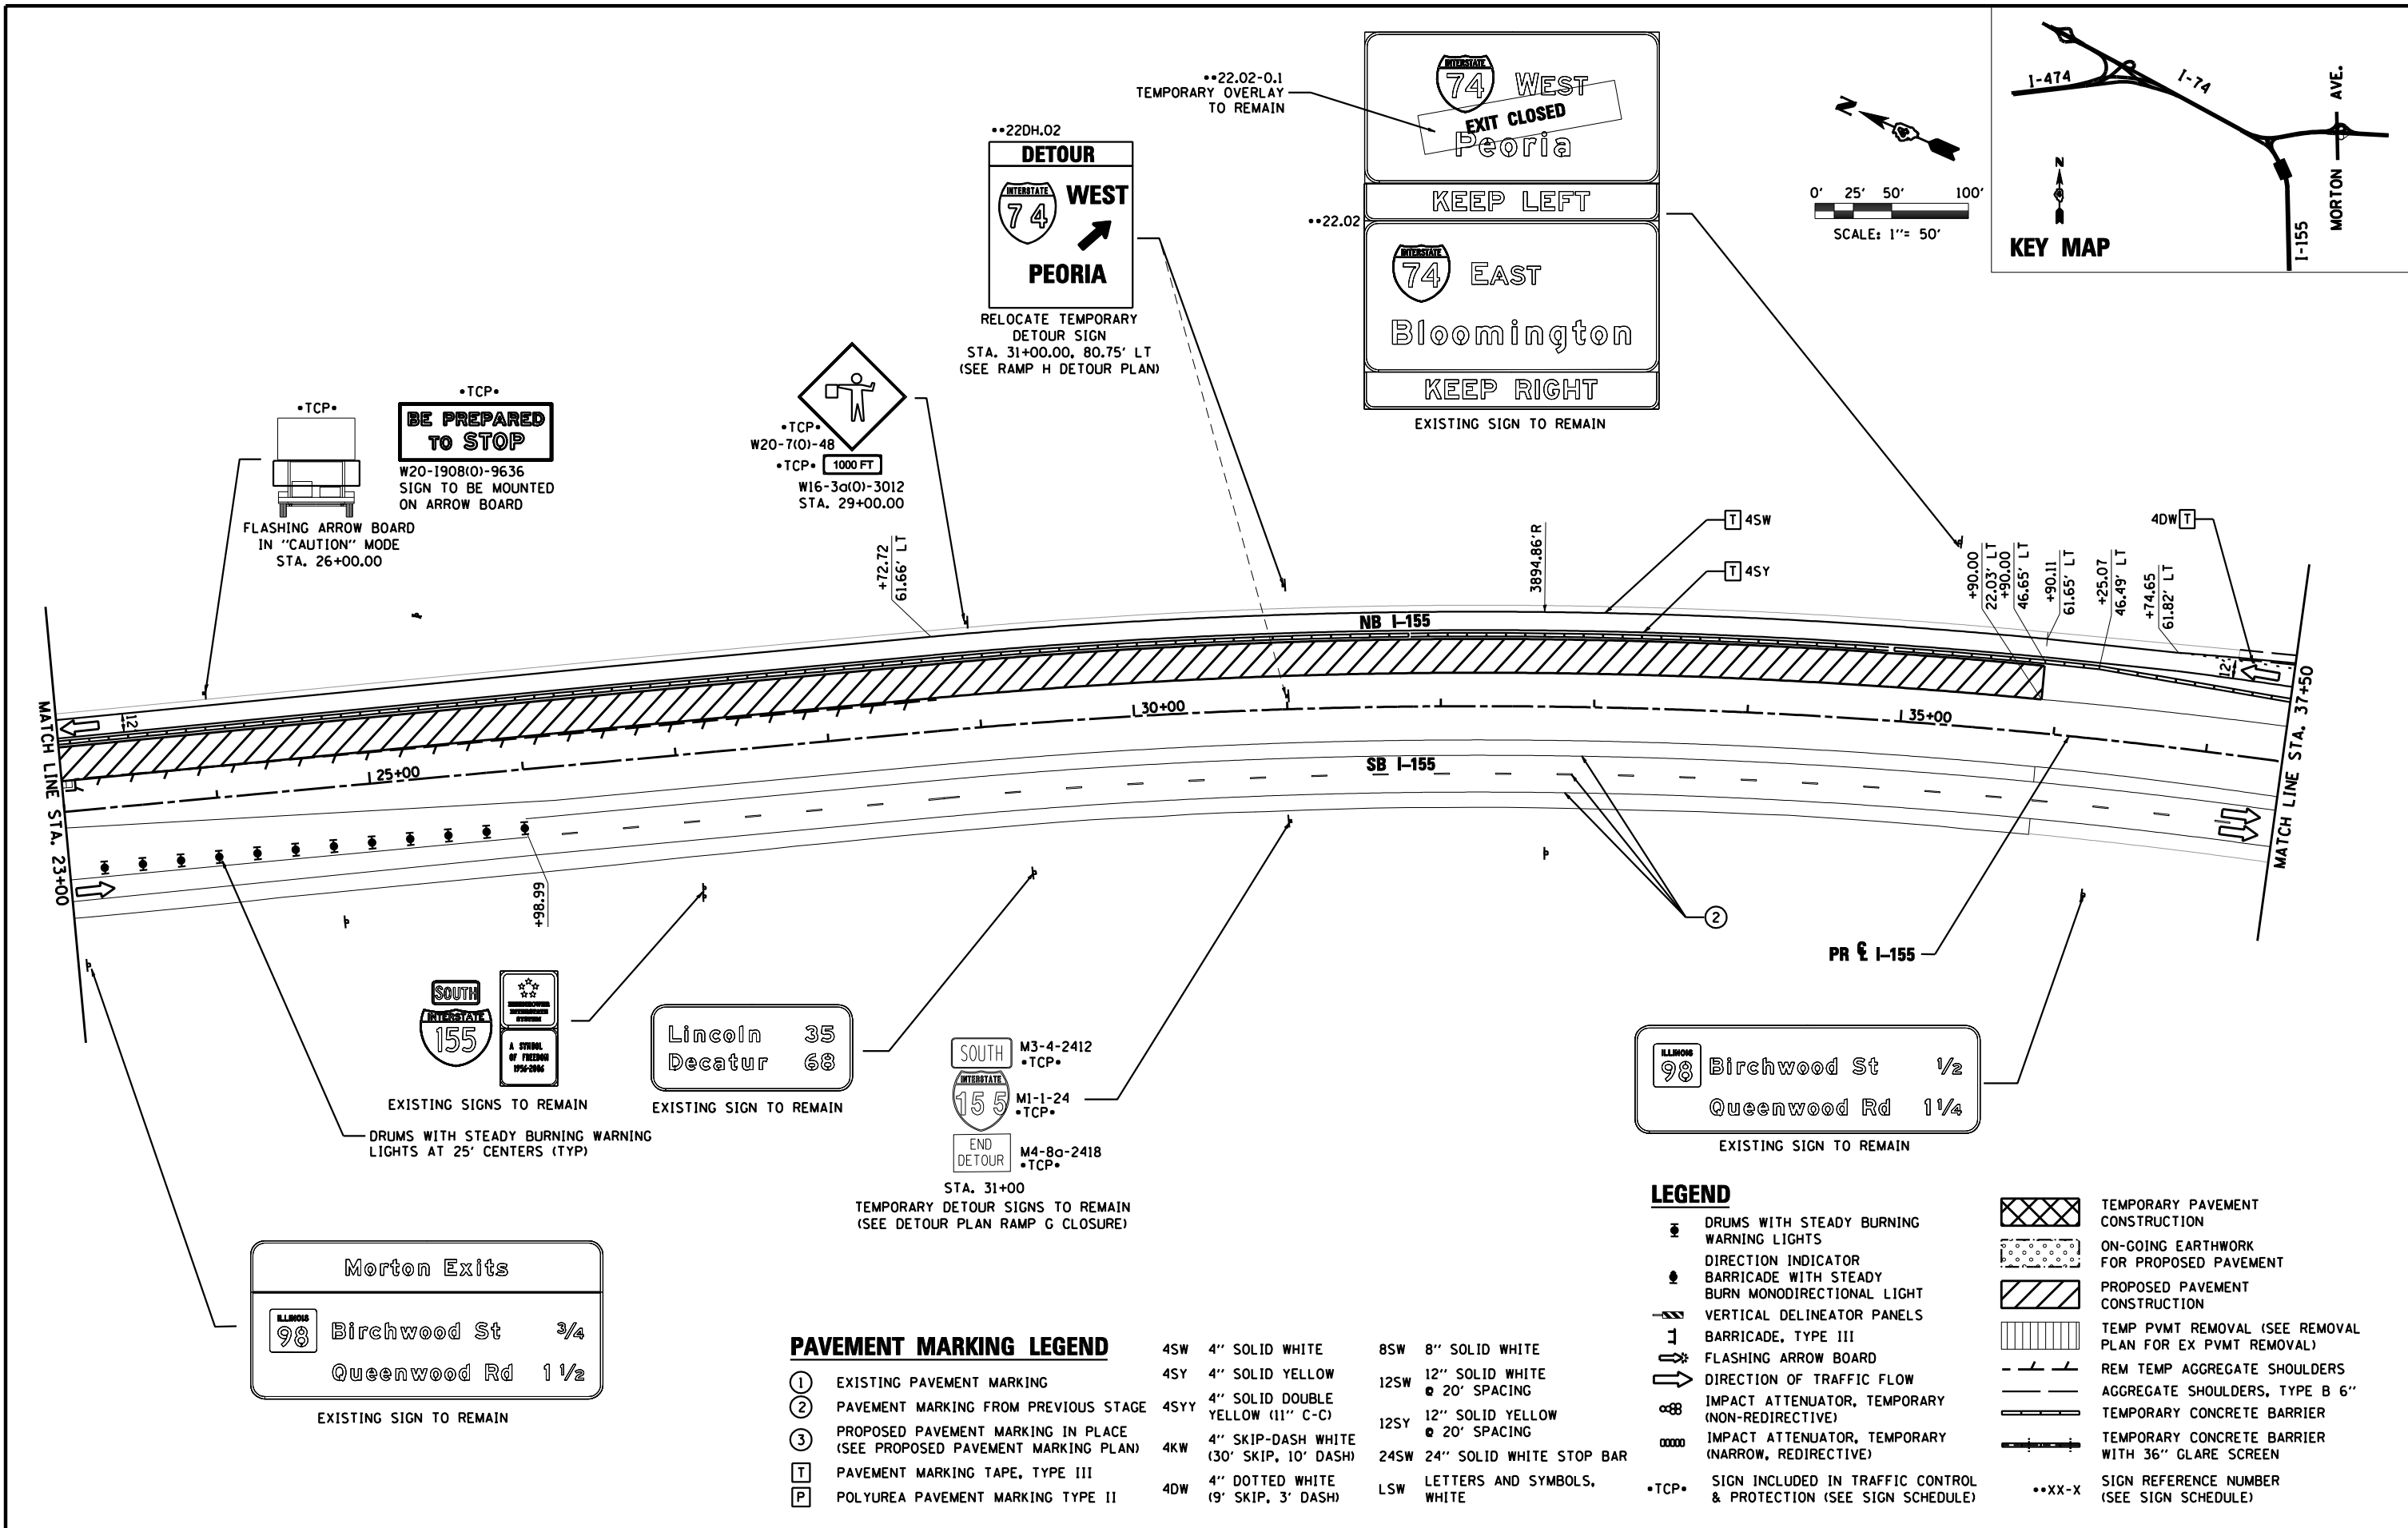 ••22.02-0.1
TEMPORARY OVERLAY
TO REMAIN
INTERSTATE
74 WEST
EXIT CLOSED
Peoria
KEEP LEFT
••22.02
INTERSTATE
74 EAST
Bloomington
KEEP RIGHT
EXISTING SIGN TO REMAIN
N
0' 25' 50' 100'
SCALE: 1"= 50'
I-474
I-74
MORTON AVE.
N
I-155
KEY MAP
••22DH.02
DETOUR
INTERSTATE
74 WEST
PEORIA
RELOCATE TEMPORARY
DETOUR SIGN
STA. 31+00.00, 80.75' LT
(SEE RAMP H DETOUR PLAN)
•TCP•
W20-7(O)-48
•TCP• 1000 FT
W16-3a(O)-3012
STA. 29+00.00
•TCP•
FLASHING ARROW BOARD
IN "CAUTION" MODE
STA. 26+00.00
•TCP•
BE PREPARED
TO STOP
W20-I908(O)-9636
SIGN TO BE MOUNTED
ON ARROW BOARD
+72.72
61.66' LT
3894.86'R
T 4SW
T 4SY
4DW T
+90.00
22.03' LT
+90.00
46.65' LT
+90.11
61.65' LT
+25.07
46.49' LT
+74.65
61.82' LT
NB I-155
12'
12'
MATCH LINE STA. 23+00
MATCH LINE STA. 37+50
25+00
30+00
35+00
SB I-155
+98.99
2
PR ℄ I-155
SOUTH
INTERSTATE
155
EISENHOWER
INTERSTATE
SYSTEM
A SYMBOL
OF FREEDOM
1956-2006
EXISTING SIGNS TO REMAIN
DRUMS WITH STEADY BURNING WARNING
LIGHTS AT 25' CENTERS (TYP)
Lincoln 35
Decatur 68
EXISTING SIGN TO REMAIN
SOUTH M3-4-2412
•TCP•
INTERSTATE
155 M1-1-24
•TCP•
END
DETOUR M4-8a-2418
•TCP•
STA. 31+00
TEMPORARY DETOUR SIGNS TO REMAIN
(SEE DETOUR PLAN RAMP G CLOSURE)
ILLINOIS
98 Birchwood St 1/2
Queenwood Rd 1 1/4
EXISTING SIGN TO REMAIN
Morton Exits
ILLINOIS
98 Birchwood St 3/4
Queenwood Rd 1 1/2
EXISTING SIGN TO REMAIN
PAVEMENT MARKING LEGEND
1 EXISTING PAVEMENT MARKING
2 PAVEMENT MARKING FROM PREVIOUS STAGE
3 PROPOSED PAVEMENT MARKING IN PLACE
(SEE PROPOSED PAVEMENT MARKING PLAN)
T PAVEMENT MARKING TAPE, TYPE III
P POLYUREA PAVEMENT MARKING TYPE II
4SW 4" SOLID WHITE
4SY 4" SOLID YELLOW
4SYY 4" SOLID DOUBLE
YELLOW (11" C-C)
4KW 4" SKIP-DASH WHITE
(30' SKIP, 10' DASH)
4DW 4" DOTTED WHITE
(9' SKIP, 3' DASH)
8SW 8" SOLID WHITE
12SW 12" SOLID WHITE
@ 20' SPACING
12SY 12" SOLID YELLOW
@ 20' SPACING
24SW 24" SOLID WHITE STOP BAR
LSW LETTERS AND SYMBOLS,
WHITE
LEGEND
DRUMS WITH STEADY BURNING
WARNING LIGHTS
DIRECTION INDICATOR
BARRICADE WITH STEADY
BURN MONODIRECTIONAL LIGHT
VERTICAL DELINEATOR PANELS
BARRICADE, TYPE III
FLASHING ARROW BOARD
DIRECTION OF TRAFFIC FLOW
IMPACT ATTENUATOR, TEMPORARY
(NON-REDIRECTIVE)
IMPACT ATTENUATOR, TEMPORARY
(NARROW, REDIRECTIVE)
•TCP• SIGN INCLUDED IN TRAFFIC CONTROL
& PROTECTION (SEE SIGN SCHEDULE)
TEMPORARY PAVEMENT
CONSTRUCTION
ON-GOING EARTHWORK
FOR PROPOSED PAVEMENT
PROPOSED PAVEMENT
CONSTRUCTION
TEMP PVMT REMOVAL (SEE REMOVAL
PLAN FOR EX PVMT REMOVAL)
REM TEMP AGGREGATE SHOULDERS
AGGREGATE SHOULDERS, TYPE B 6"
TEMPORARY CONCRETE BARRIER
TEMPORARY CONCRETE BARRIER
WITH 36" GLARE SCREEN
••XX-X SIGN REFERENCE NUMBER
(SEE SIGN SCHEDULE)